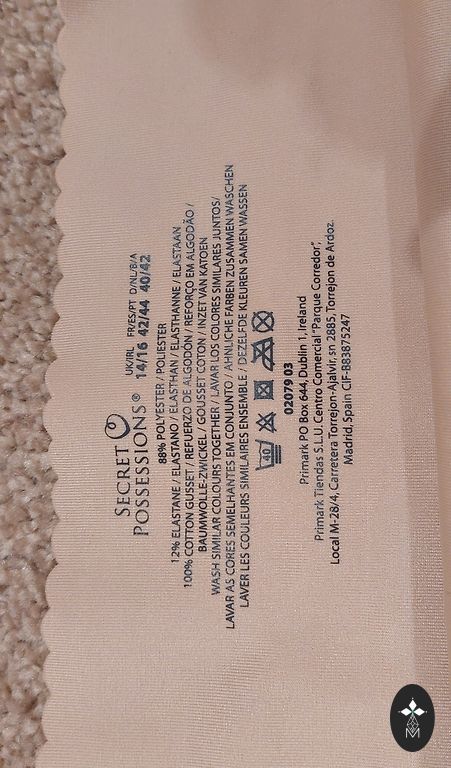 SECRET
POSSESSIONS®
UK/IRL FR/ES/PT D/NL/B/A
14/16 42/44 40/42
88% POLYESTER / POLIESTER
12% ELASTANE / ELASTANO / ELASTHAN / ELASTHANNE / ELASTAAN
100% COTTON GUSSET / REFUERZO DE ALGODÓN / REFORÇO EM ALGODÃO /
BAUMWOLLE-ZWICKEL / GOUSSET COTON / INZET VAN KATOEN
WASH SIMILAR COLOURS TOGETHER / LAVAR LOS COLORES SIMILARES JUNTOS/
LAVAR AS CORES SEMELHANTES EM CONJUNTO / ÄHNLICHE FARBEN ZUSAMMEN WASCHEN
LAVER LES COULEURS SIMILAIRES ENSEMBLE / DEZELFDE KLEUREN SAMEN WASSEN
40
02079 03
Primark PO Box 644, Dublin 1, Ireland
Primark Tiendas S.L.U. Centro Comercial "Parque Corredor",
Local M-28/4, Carretera Torrejon-Ajalvir, sn 2885, Torrejon de Ardoz.
Madrid, Spain CIF-B83875247
M